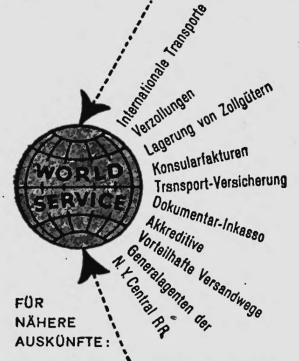 Internationale Transporte
Verzollungen
Lagerung von Zollgütern
Konsularfakturen
Transport-Versicherung
Dokumentar-Inkasso
Akkreditive
Vorteilhafte Versandwege
Generalagenten der
N.Y. Central RR.
WORLD
SERVICE
FÜR
NÄHERE
AUSKÜNFTE: